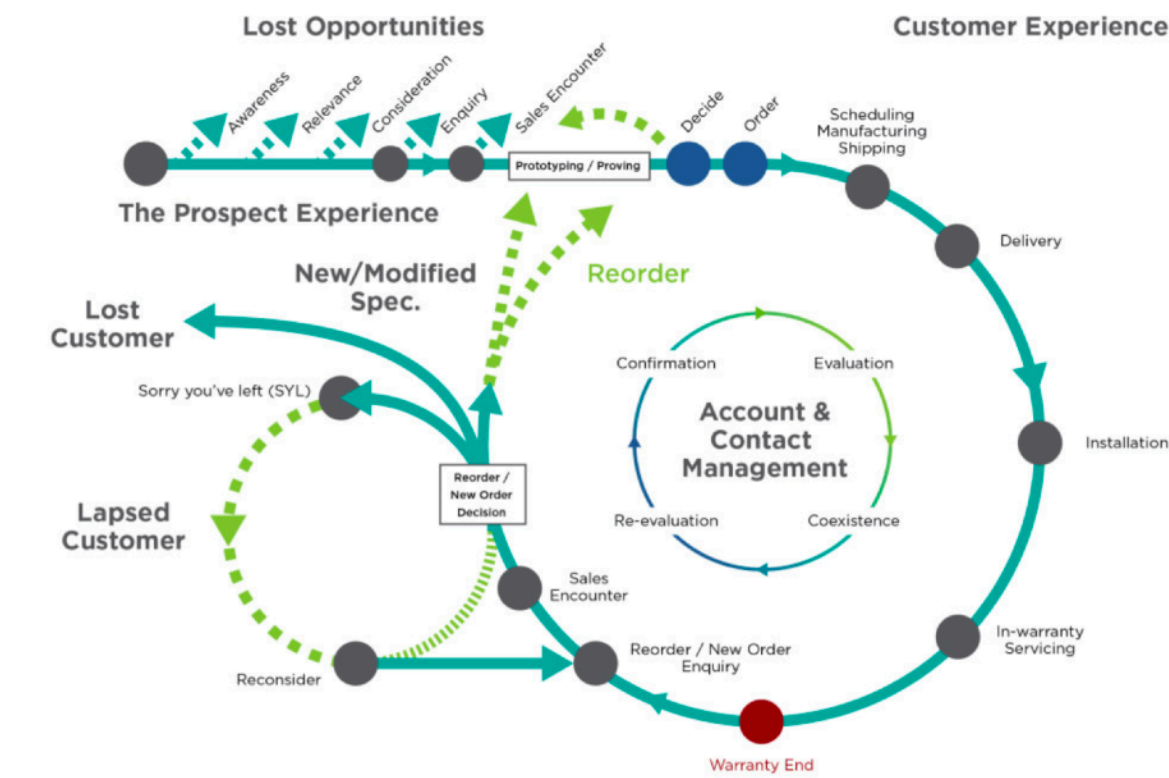 Lost Opportunities
Customer Experience
Awareness
Relevance
Consideration
Enquiry
Sales Encounter
Decide
Order
Scheduling
Manufacturing
Shipping
Prototyping / Proving
The Prospect Experience
Delivery
New/Modified
Spec.
Reorder
Lost
Customer
Confirmation
Evaluation
Sorry you've left (SYL)
Account &
Contact
Management
Installation
Reorder /
New Order
Decision
Lapsed
Customer
Re-evaluation
Coexistence
Sales
Encounter
In-warranty
Servicing
Reorder / New Order
Enquiry
Reconsider
Warranty End